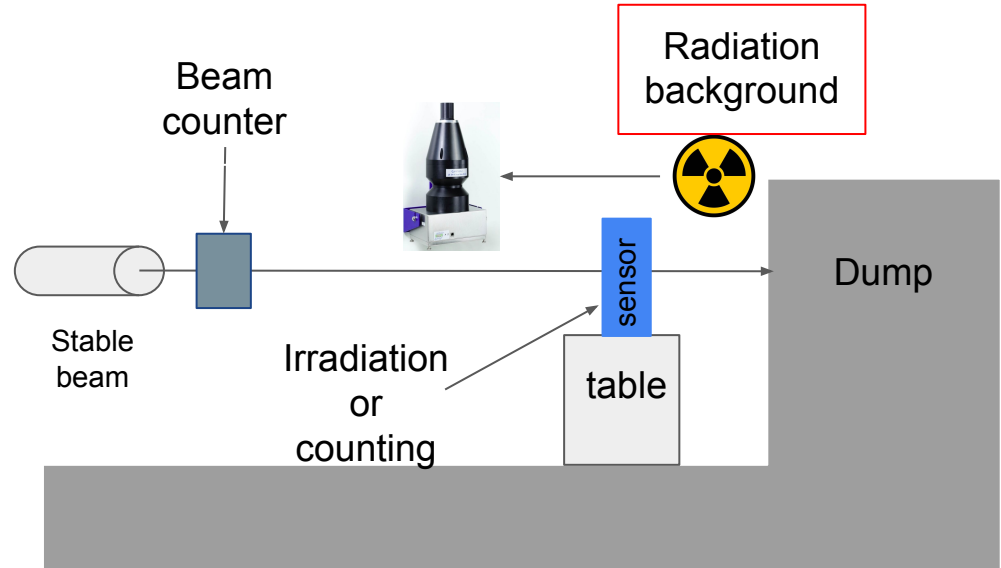 Radiation
background
Beam
counter
sensor
Dump
Stable
beam
Irradiation
or
counting
table